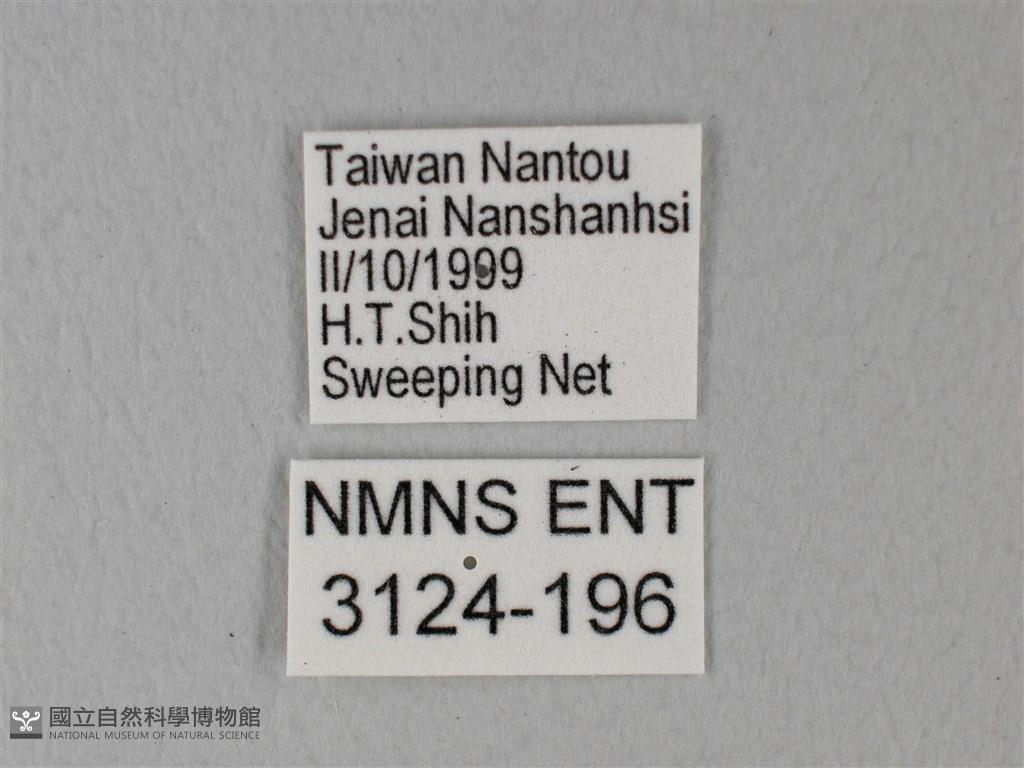 Taiwan Nantou
Jenai Nanshanhsi
II/10/1999
H.T.Shih
Sweeping Net
NMNS ENT
3124-196
國立自然科學博物館
NATIONAL MUSEUM OF NATURAL SCIENCE